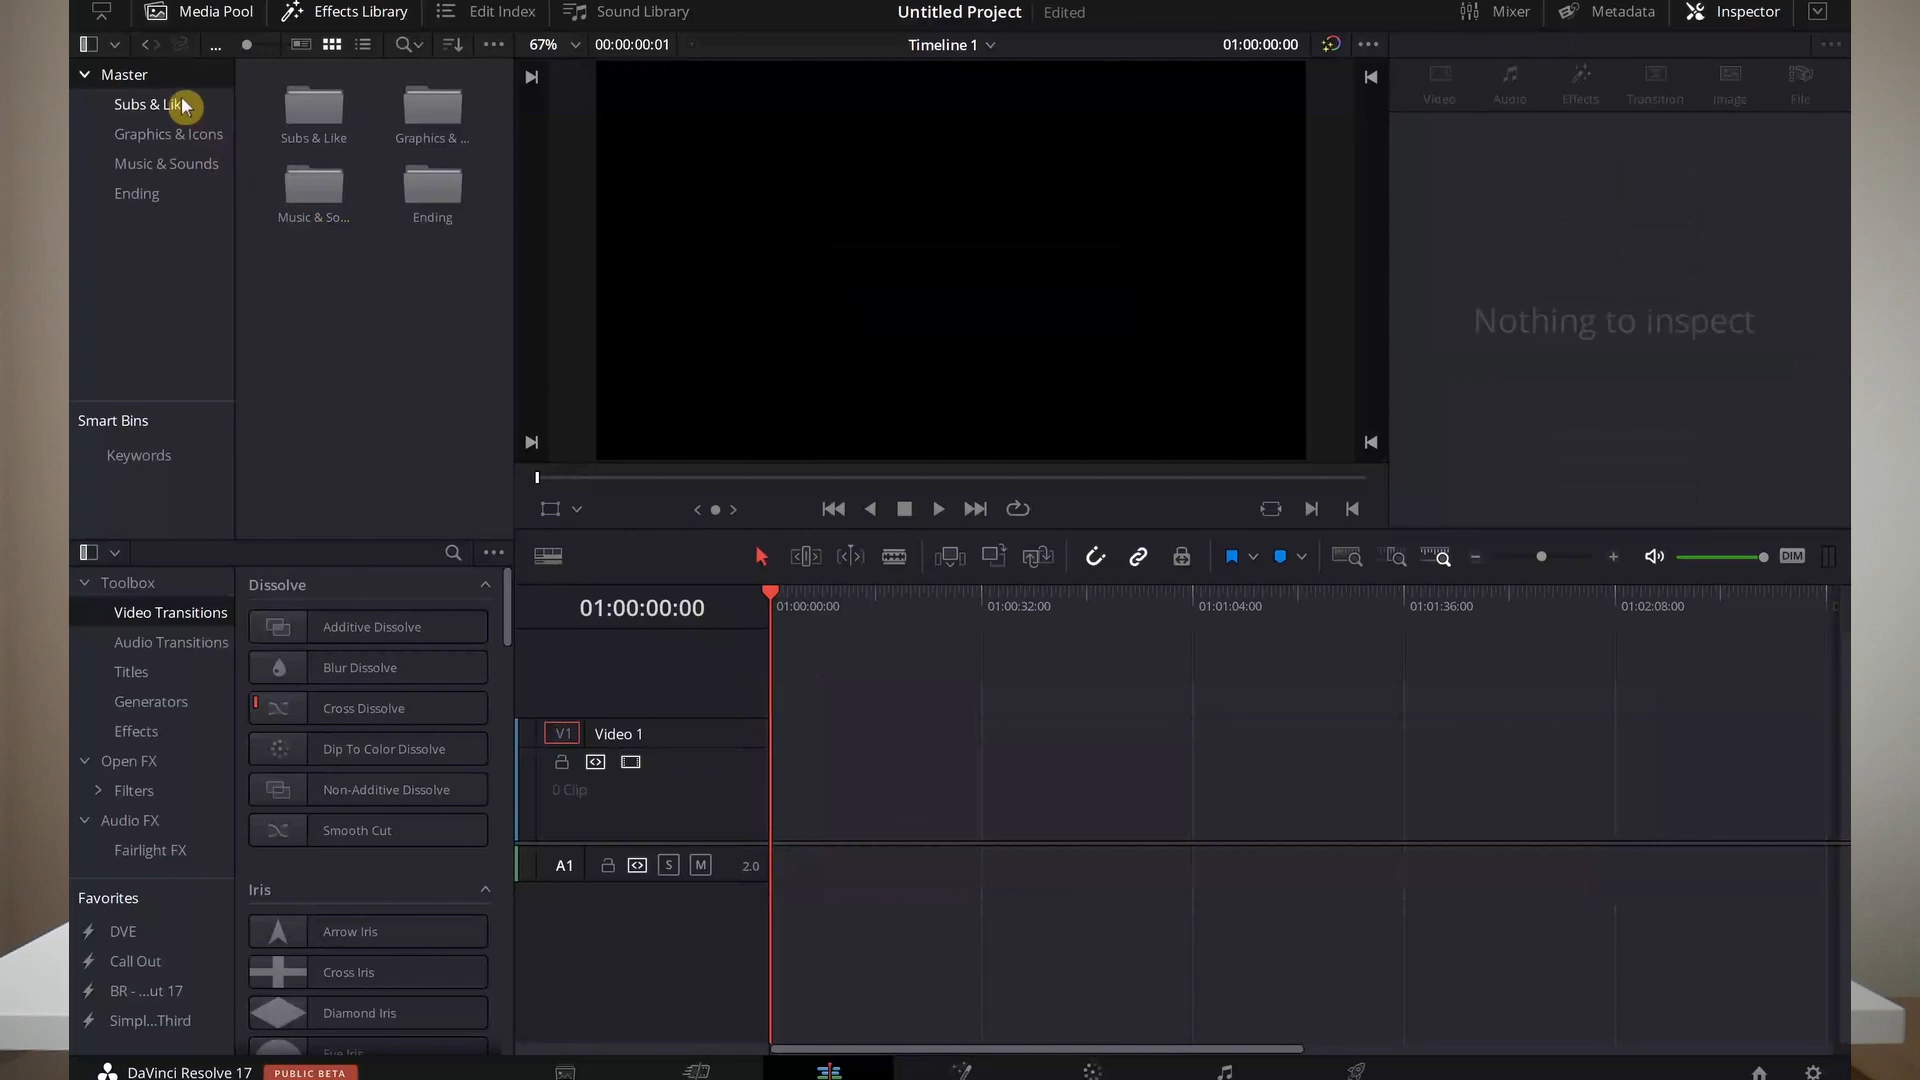 Media Pool
Effects Library
Edit Index
Sound Library
Untitled Project
Edited
Mixer
Metadata
Inspector
...
67%
00:00:00:01
Timeline 1
01:00:00:00
Master
Subs & Lik
Graphics & Icons
Music & Sounds
Ending
Subs & Like
Graphics & ...
Music & So...
Ending
Video
Audio
Effects
Transition
Image
File
Nothing to inspect
Smart Bins
Keywords
DIM
Toolbox
Video Transitions
Audio Transitions
Titles
Generators
Effects
Open FX
Filters
Audio FX
Fairlight FX
Favorites
DVE
Call Out
BR - ...ut 17
Simpl...Third
Dissolve
Additive Dissolve
Blur Dissolve
Cross Dissolve
Dip To Color Dissolve
Non-Additive Dissolve
Smooth Cut
Iris
Arrow Iris
Cross Iris
Diamond Iris
Eye Iris
01:00:00:00
01:00:00:00
01:00:32:00
01:01:04:00
01:01:36:00
01:02:08:00
V1
Video 1
0 Clip
A1
S
M
2.0
DaVinci Resolve 17
PUBLIC BETA